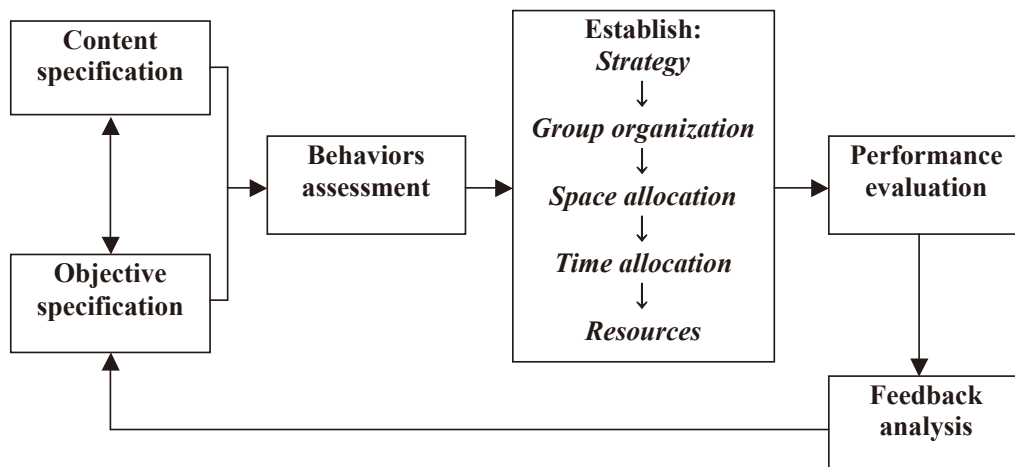 Content
specification
Objective
specification
Behaviors
assessment
Establish:
Strategy
Group organization
Space allocation
Time allocation
Resources
Performance
evaluation
Feedback
analysis